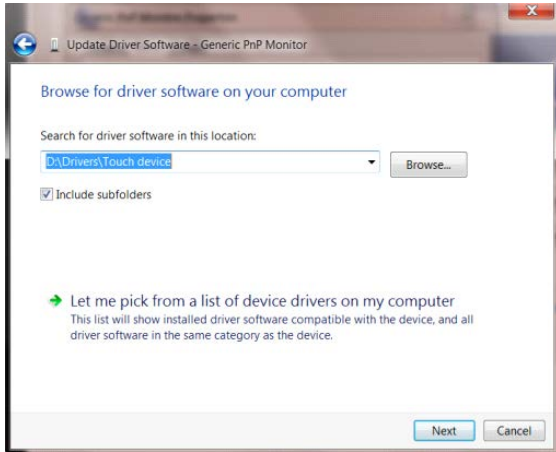 Update Driver Software - Generic PnP Monitor
Browse for driver software on your computer
Search for driver software in this location:
D:\Drivers\Touch device
Browse...
Include subfolders
Let me pick from a list of device drivers on my computer
This list will show installed driver software compatible with the device, and all
driver software in the same category as the device.
Next
Cancel